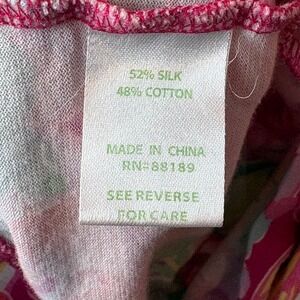 52% SILK
48% COTTON
MADE IN CHINA
RN#88189
SEE REVERSE
FOR CARE